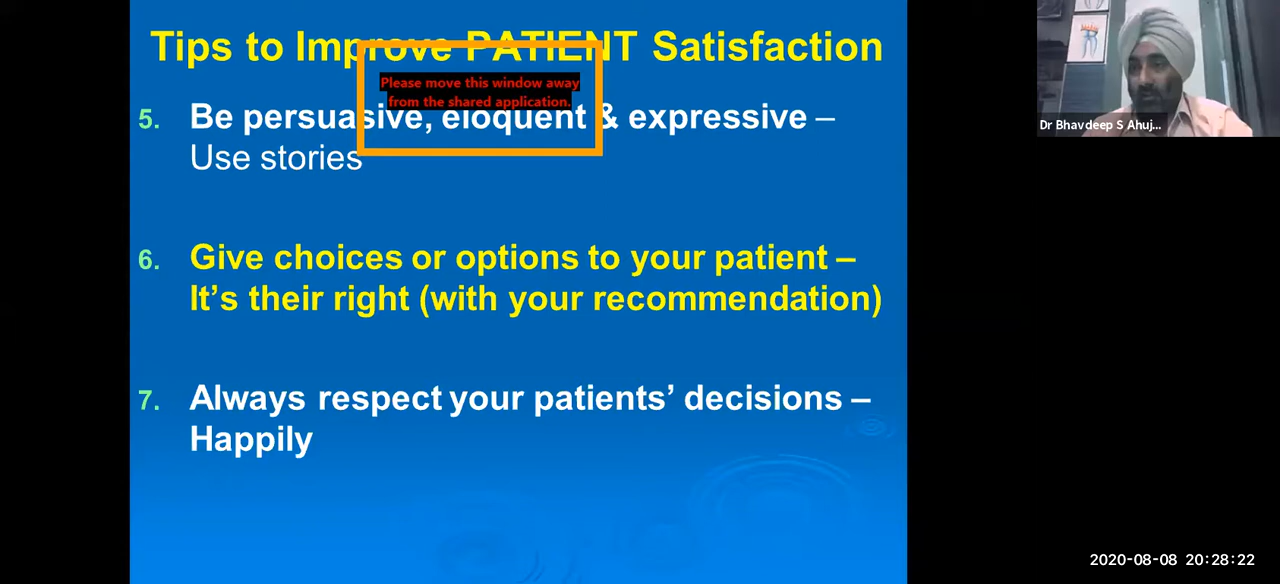 Tips to Improve PATIENT Satisfaction
Please move this window away
from the shared application.
5. Be persuasive, eloquent & expressive –
Use stories
6. Give choices or options to your patient –
It's their right (with your recommendation)
7. Always respect your patients' decisions –
Happily
Dr Bhavdeep S Ahuj...
2020-08-08 20:28:22